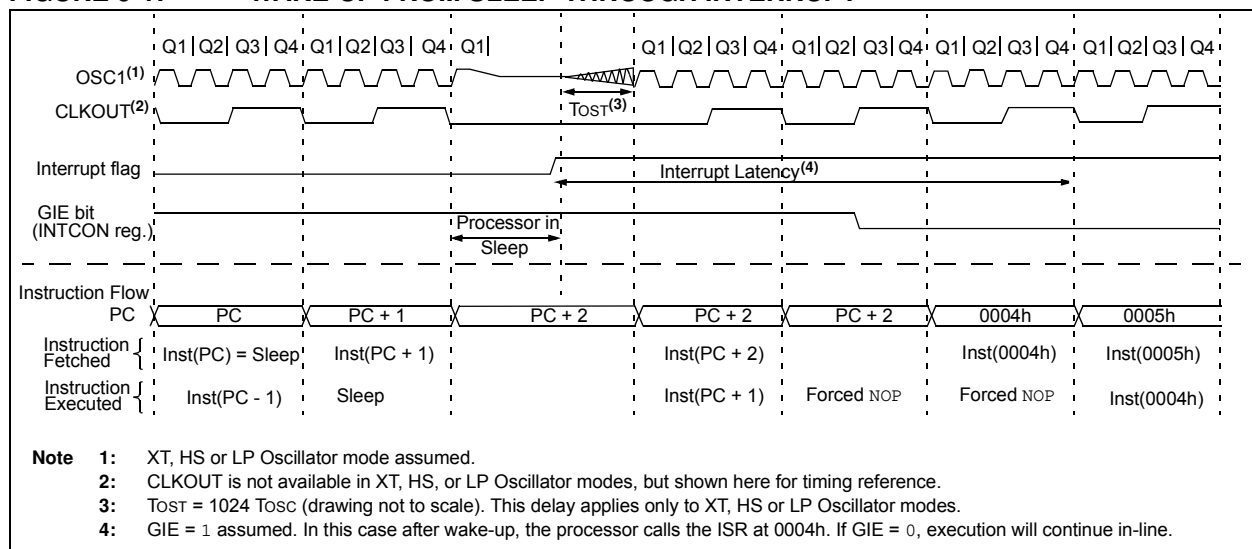 FIGURE WAKE-UP FROM SLEEP THROUGH INTERRUPT
Q1| Q2| Q3| Q4 Q1| Q2| Q3| Q4 Q1| Q1| Q2| Q3| Q4 Q1| Q2| Q3| Q4 Q1| Q2| Q3| Q4 Q1| Q2| Q3| Q4
OSC1(1)
CLKOUT(2) TOST(3)
Interrupt flag Interrupt Latency(4)
GIE bit
(INTCON reg.) Processor in
Sleep
Instruction Flow
PC PC PC + 1 PC + 2 PC + 2 PC + 2 0004h 0005h
Instruction
Fetched Inst(PC) = Sleep Inst(PC + 1) Inst(PC + 2) Inst(0004h) Inst(0005h)
Instruction
Executed Inst(PC - 1) Sleep Inst(PC + 1) Forced NOP Forced NOP Inst(0004h)
Note 1: XT, HS or LP Oscillator mode assumed.
2: CLKOUT is not available in XT, HS, or LP Oscillator modes, but shown here for timing reference.
3: TOST = 1024 TOSC (drawing not to scale). This delay applies only to XT, HS or LP Oscillator modes.
4: GIE = 1 assumed. In this case after wake-up, the processor calls the ISR at 0004h. If GIE = 0, execution will continue in-line.